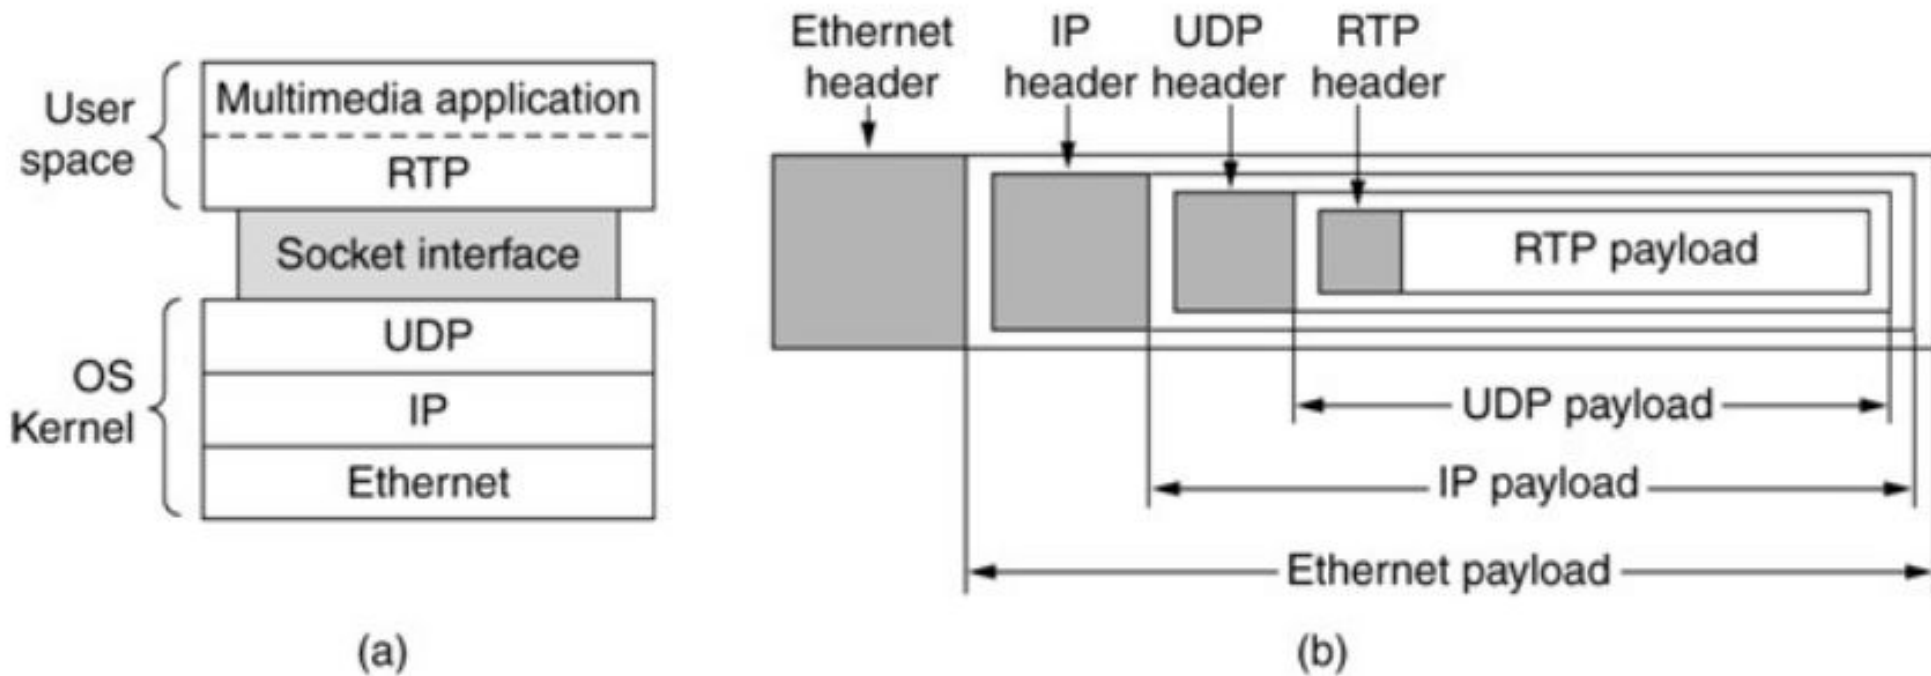 User
space
Multimedia application
RTP
Socket interface
OS
Kernel
UDP
IP
Ethernet
(a)
Ethernet
header
IP
header
UDP
header
RTP
header
RTP payload
UDP payload
IP payload
Ethernet payload
(b)